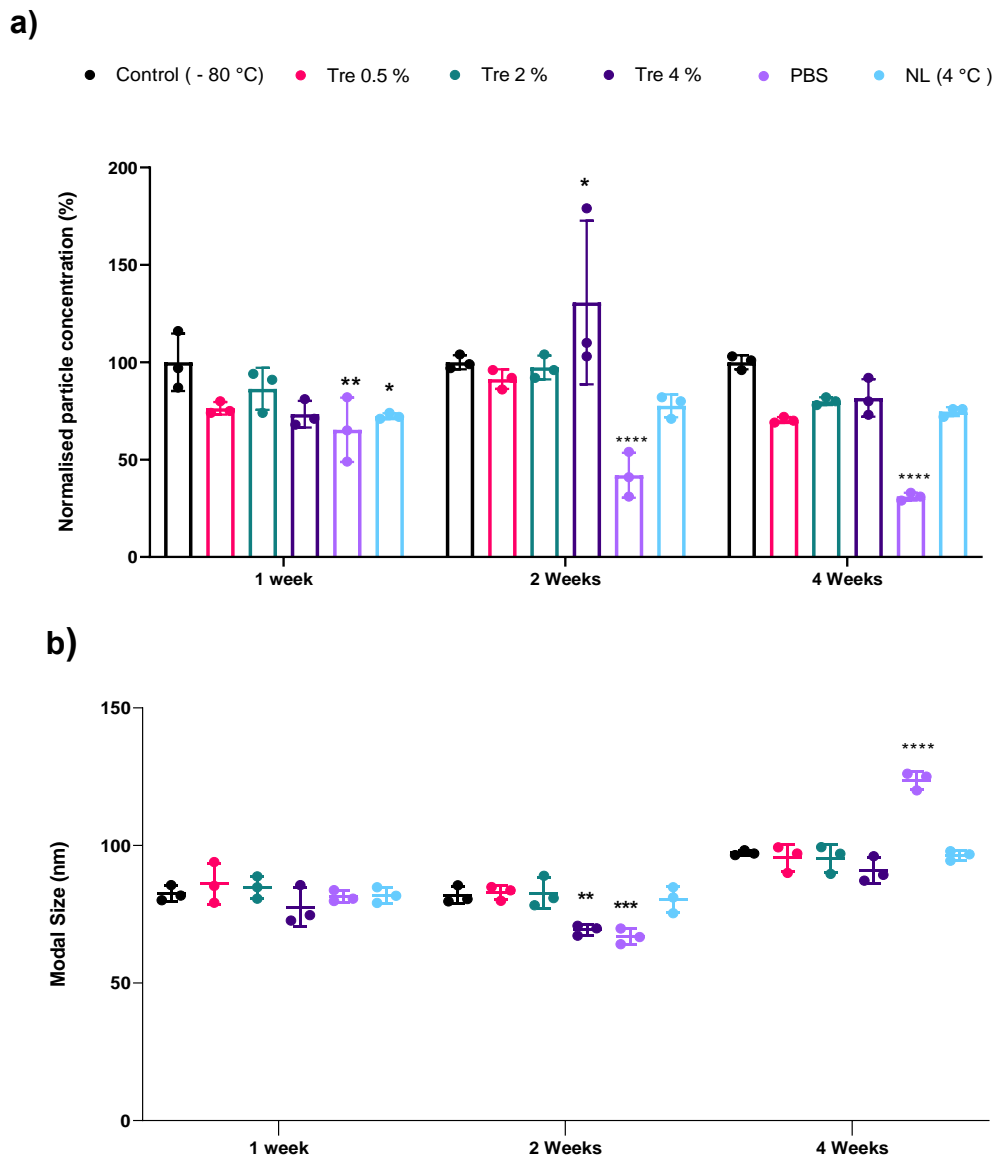 a)
Control ( - 80 °C) Tre 0.5 % Tre 2 % Tre 4 % PBS NL (4 °C )
Normalised particle concentration (%)
200
150
100
50
0
*
** *
****
****
1 week 2 Weeks 4 Weeks
b)
Modal Size (nm)
150
100
50
0
****
** ***
1 week 2 Weeks 4 Weeks